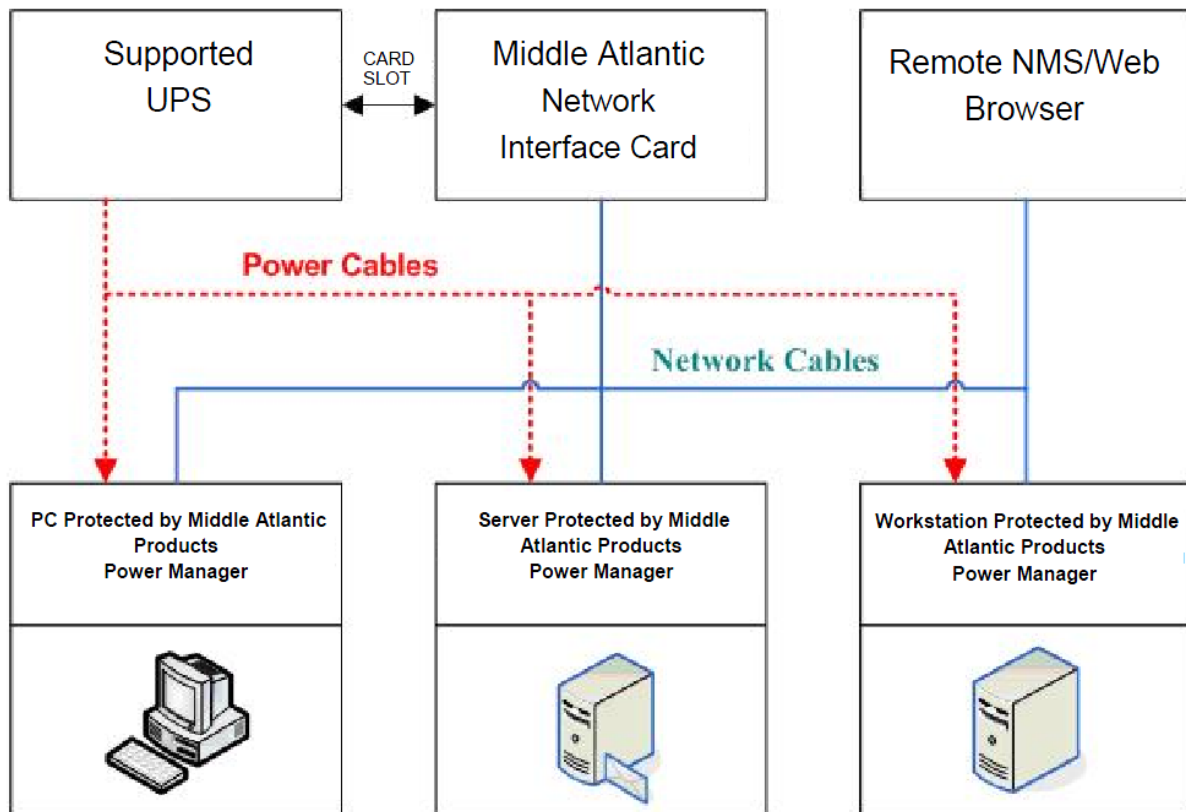 Supported
UPS
CARD
SLOT
Middle Atlantic
Network
Interface Card
Remote NMS/Web
Browser
Power Cables
Network Cables
PC Protected by Middle Atlantic
Products
Power Manager
Server Protected by Middle
Atlantic Products
Power Manager
Workstation Protected by Middle
Atlantic Products
Power Manager